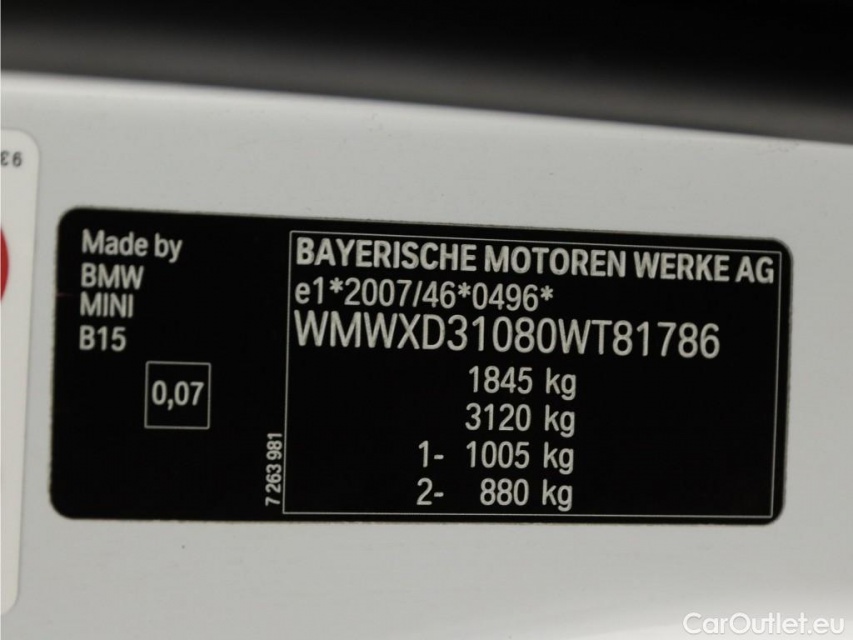 93
Made by
BMW
MINI
B15
0,07
7 263 981
BAYERISCHE MOTOREN WERKE AG
e1*2007/46*0496*
WMWXD31080WT81786
1845 kg
3120 kg
1- 1005 kg
2- 880 kg
CarOutlet.eu